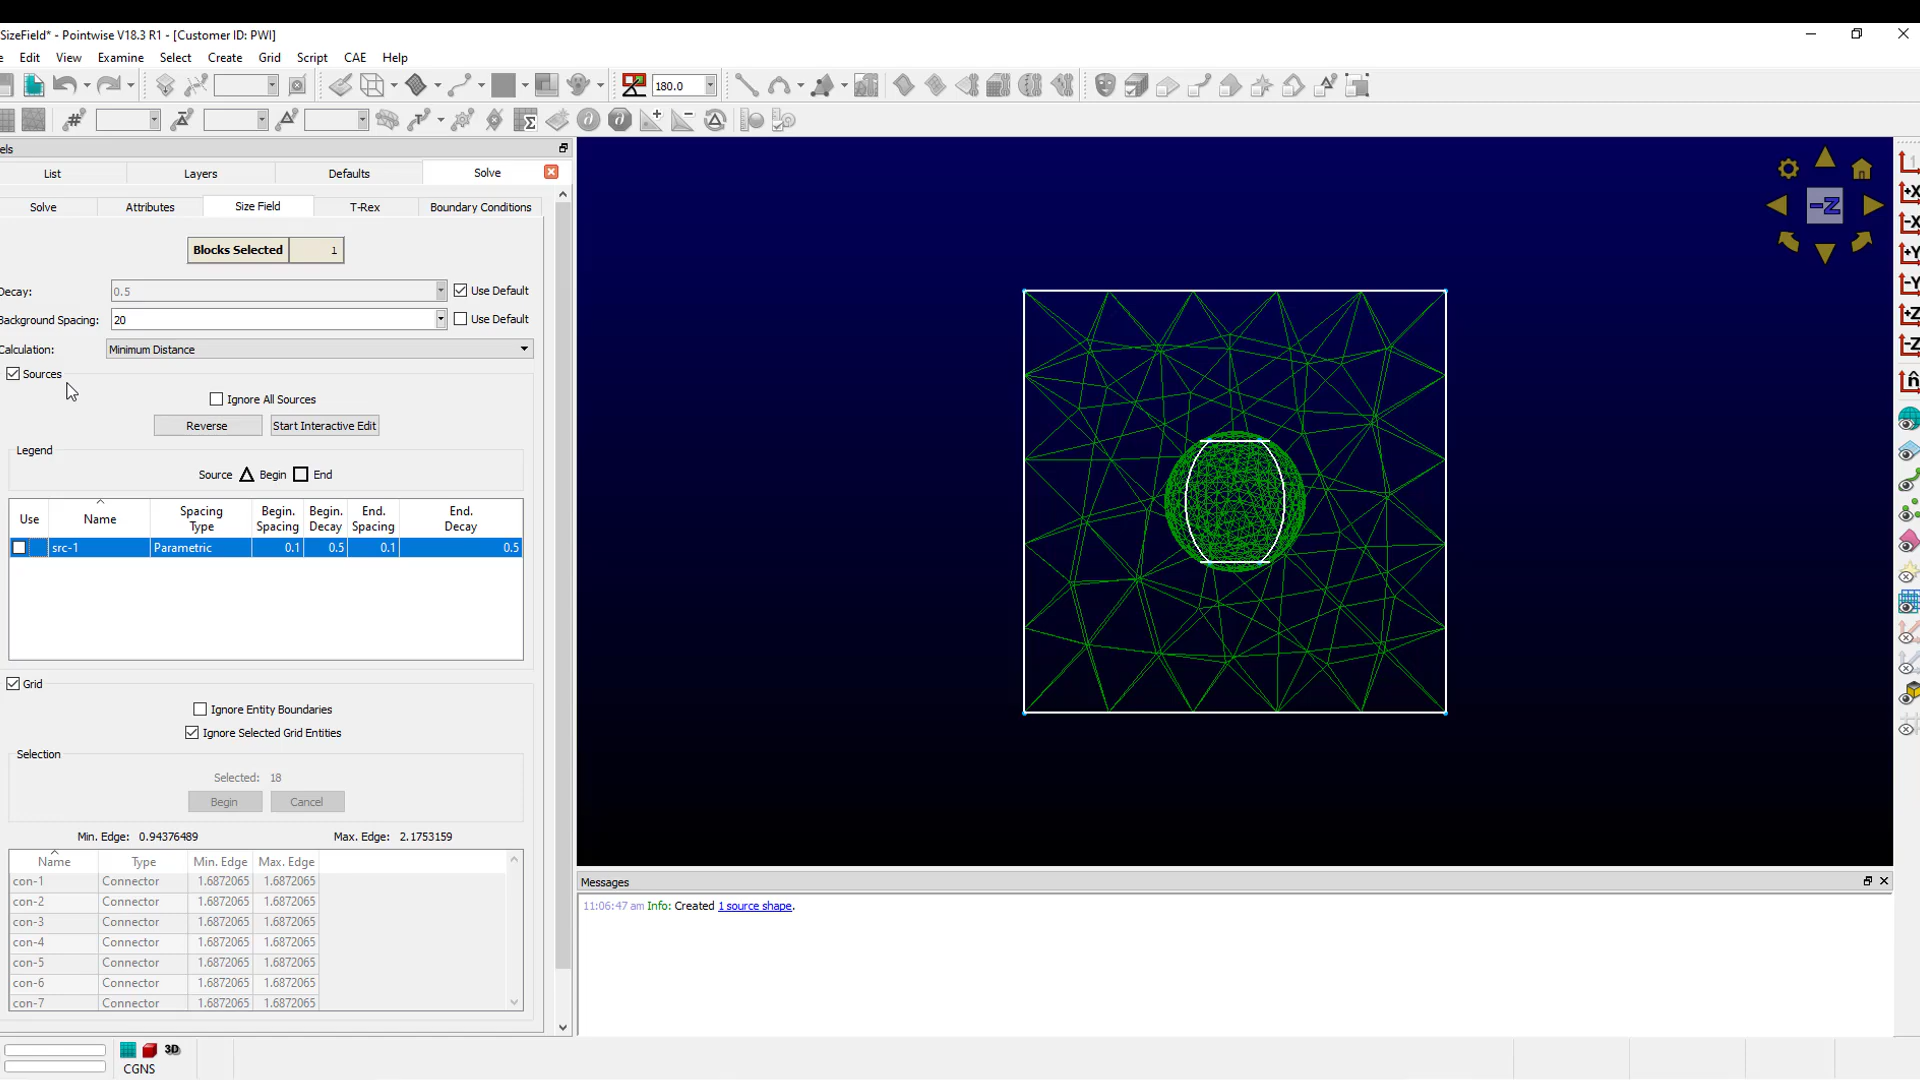 SizeField* - Pointwise V18.3 R1 - [Customer ID: PWI]
e Edit View Examine Select Create Grid Script CAE Help
180.0
els
List Layers Defaults Solve
Solve Attributes Size Field T-Rex Boundary Conditions
Blocks Selected 1
Decay: 0.5 Use Default
Background Spacing: 20 Use Default
Calculation: Minimum Distance
Sources
Ignore All Sources
Reverse Start Interactive Edit
Legend
Source Begin End
Use Name Spacing Type Begin. Spacing Begin. Decay End. Spacing End. Decay
src-1 Parametric 0.1 0.5 0.1 0.5
Grid
Ignore Entity Boundaries
Ignore Selected Grid Entities
Selection
Selected: 18
Begin Cancel
Min. Edge: 0.94376489 Max. Edge: 2.1753159
Name Type Min. Edge Max. Edge
con-1 Connector 1.6872065 1.6872065
con-2 Connector 1.6872065 1.6872065
con-3 Connector 1.6872065 1.6872065
con-4 Connector 1.6872065 1.6872065
con-5 Connector 1.6872065 1.6872065
con-6 Connector 1.6872065 1.6872065
con-7 Connector 1.6872065 1.6872065
-Z
+X
-X
+Y
-Y
+Z
-Z
n̂
Messages
11:06:47 am Info: Created 1 source shape.
3D
CGNS